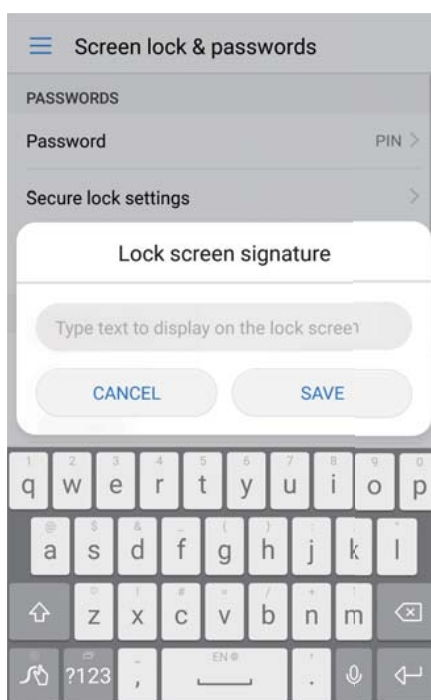 Screen lock & passwords
PASSWORDS
Password PIN
Secure lock settings
Lock screen signature
Type text to display on the lock screen
CANCEL SAVE
1 2 3 4 5 6 7 8 9 0
q w e r t y u i o p
a s d f g h j k l
z x c v b n m
EN
?123 , .